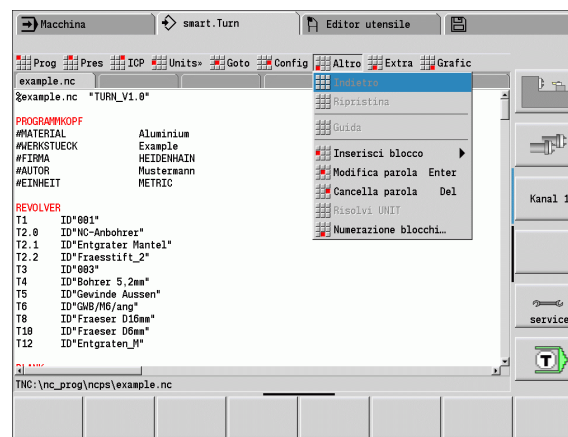 Macchina
smart.Turn
Editor utensile
Prog Pres ICP Units» Goto Config Altro Extra Grafic
example.nc
%example.nc "TURN_V1.0"
PROGRAMMKOPF
#MATERIAL Aluminium
#WERKSTUECK Example
#FIRMA HEIDENHAIN
#AUTOR Mustermann
#EINHEIT METRIC
REVOLVER
T1 ID"001"
T2.0 ID"NC-Anbohrer"
T2.1 ID"Entgrater Mantel"
T2.2 ID"Fraesstift_2"
T3 ID"003"
T4 ID"Bohrer 5,2mm"
T5 ID"Gewinde Aussen"
T6 ID"GWB/M6/ang"
T8 ID"Fraeser D16mm"
T10 ID"Fraeser D6mm"
T12 ID"Entgraten_M"
Indietro
Ripristina
Guida
Inserisci blocco
Modifica parola Enter
Cancella parola Del
Risolvi UNIT
Numerazione blocchi…
Kanal 1
service
T
TNC:\nc_prog\ncps\example.nc